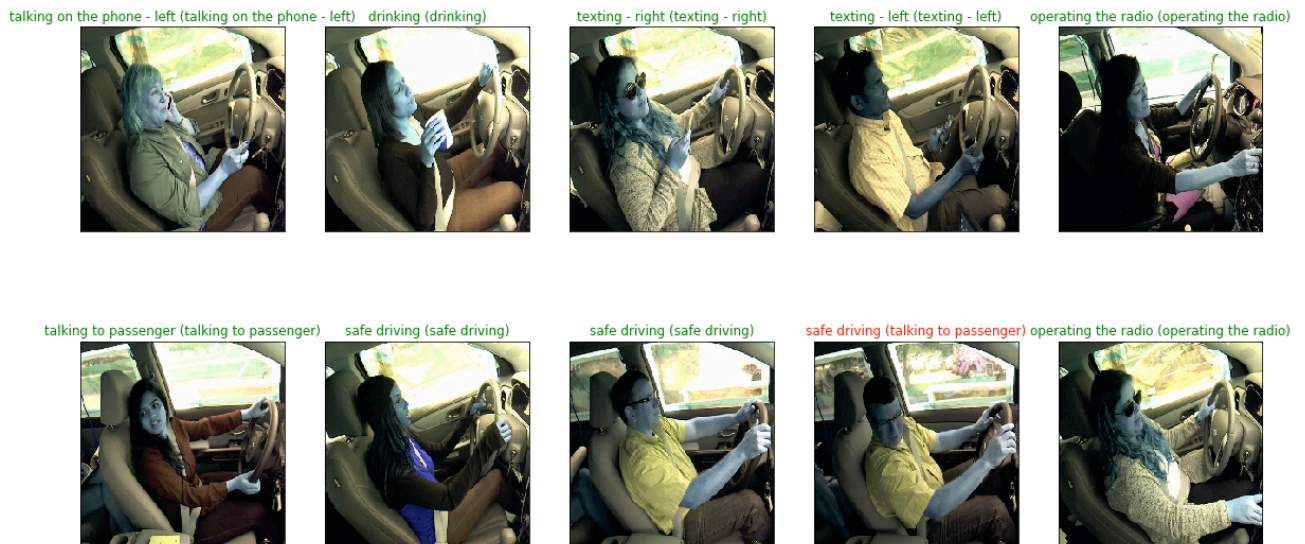 talking on the phone - left (talking on the phone - left)
drinking (drinking)
texting - right (texting - right)
texting - left (texting - left)
operating the radio (operating the radio)
talking to passenger (talking to passenger)
safe driving (safe driving)
safe driving (safe driving)
safe driving (talking to passenger)
operating the radio (operating the radio)